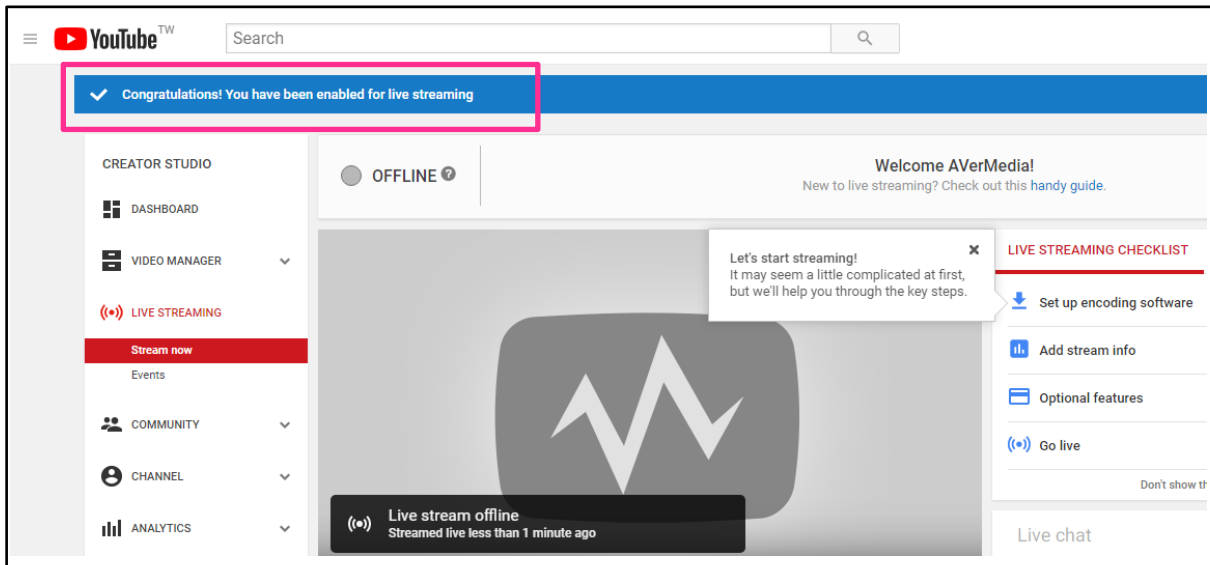 YouTube TW
Search
Congratulations! You have been enabled for live streaming
CREATOR STUDIO
DASHBOARD
VIDEO MANAGER
LIVE STREAMING
Stream now
Events
COMMUNITY
CHANNEL
ANALYTICS
OFFLINE ?
Welcome AVerMedia!
New to live streaming? Check out this handy guide.
Let's start streaming!
It may seem a little complicated at first,
but we'll help you through the key steps.
Live stream offline
Streamed live less than 1 minute ago
LIVE STREAMING CHECKLIST
Set up encoding software
Add stream info
Optional features
Go live
Don't show th
Live chat